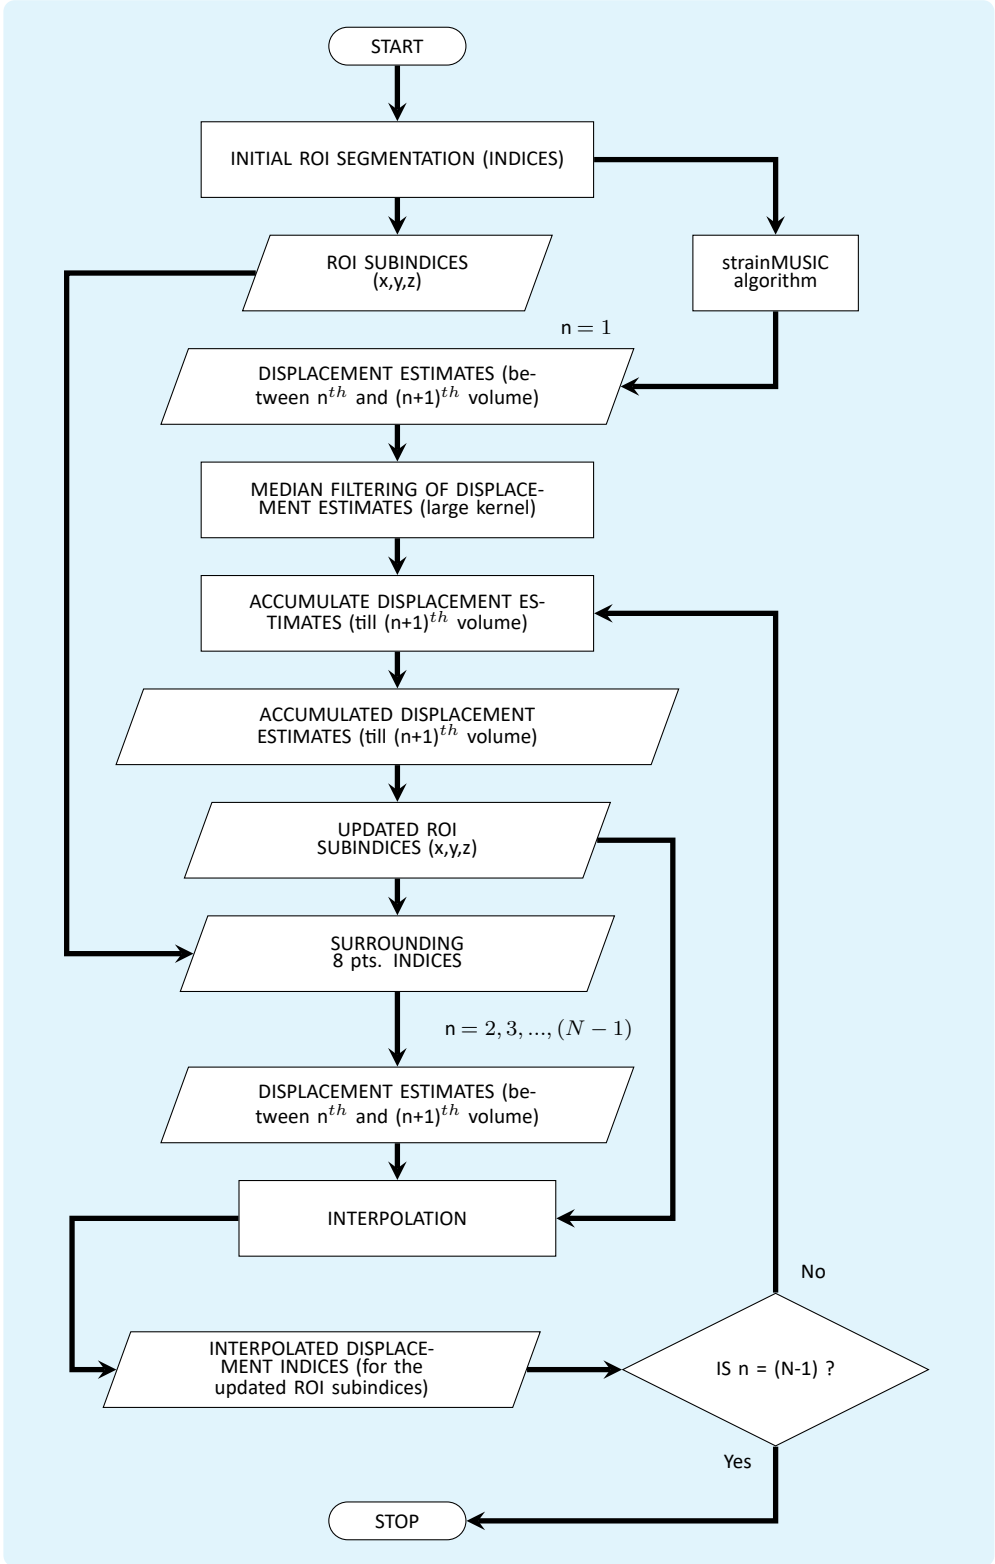 START
INITIAL ROI SEGMENTATION (INDICES)
ROI SUBINDICES
(x,y,z)
strainMUSIC
algorithm
n = 1
DISPLACEMENT ESTIMATES (be-
tween n^{th} and (n+1)^{th} volume)
MEDIAN FILTERING OF DISPLACE-
MENT ESTIMATES (large kernel)
ACCUMULATE DISPLACEMENT ES-
TIMATES (till (n+1)^{th} volume)
ACCUMULATED DISPLACEMENT
ESTIMATES (till (n+1)^{th} volume)
UPDATED ROI
SUBINDICES (x,y,z)
SURROUNDING
8 pts. INDICES
n = 2, 3, ..., (N − 1)
DISPLACEMENT ESTIMATES (be-
tween n^{th} and (n+1)^{th} volume)
INTERPOLATION
No
INTERPOLATED DISPLACE-
MENT INDICES (for the
updated ROI subindices)
IS n = (N-1) ?
Yes
STOP